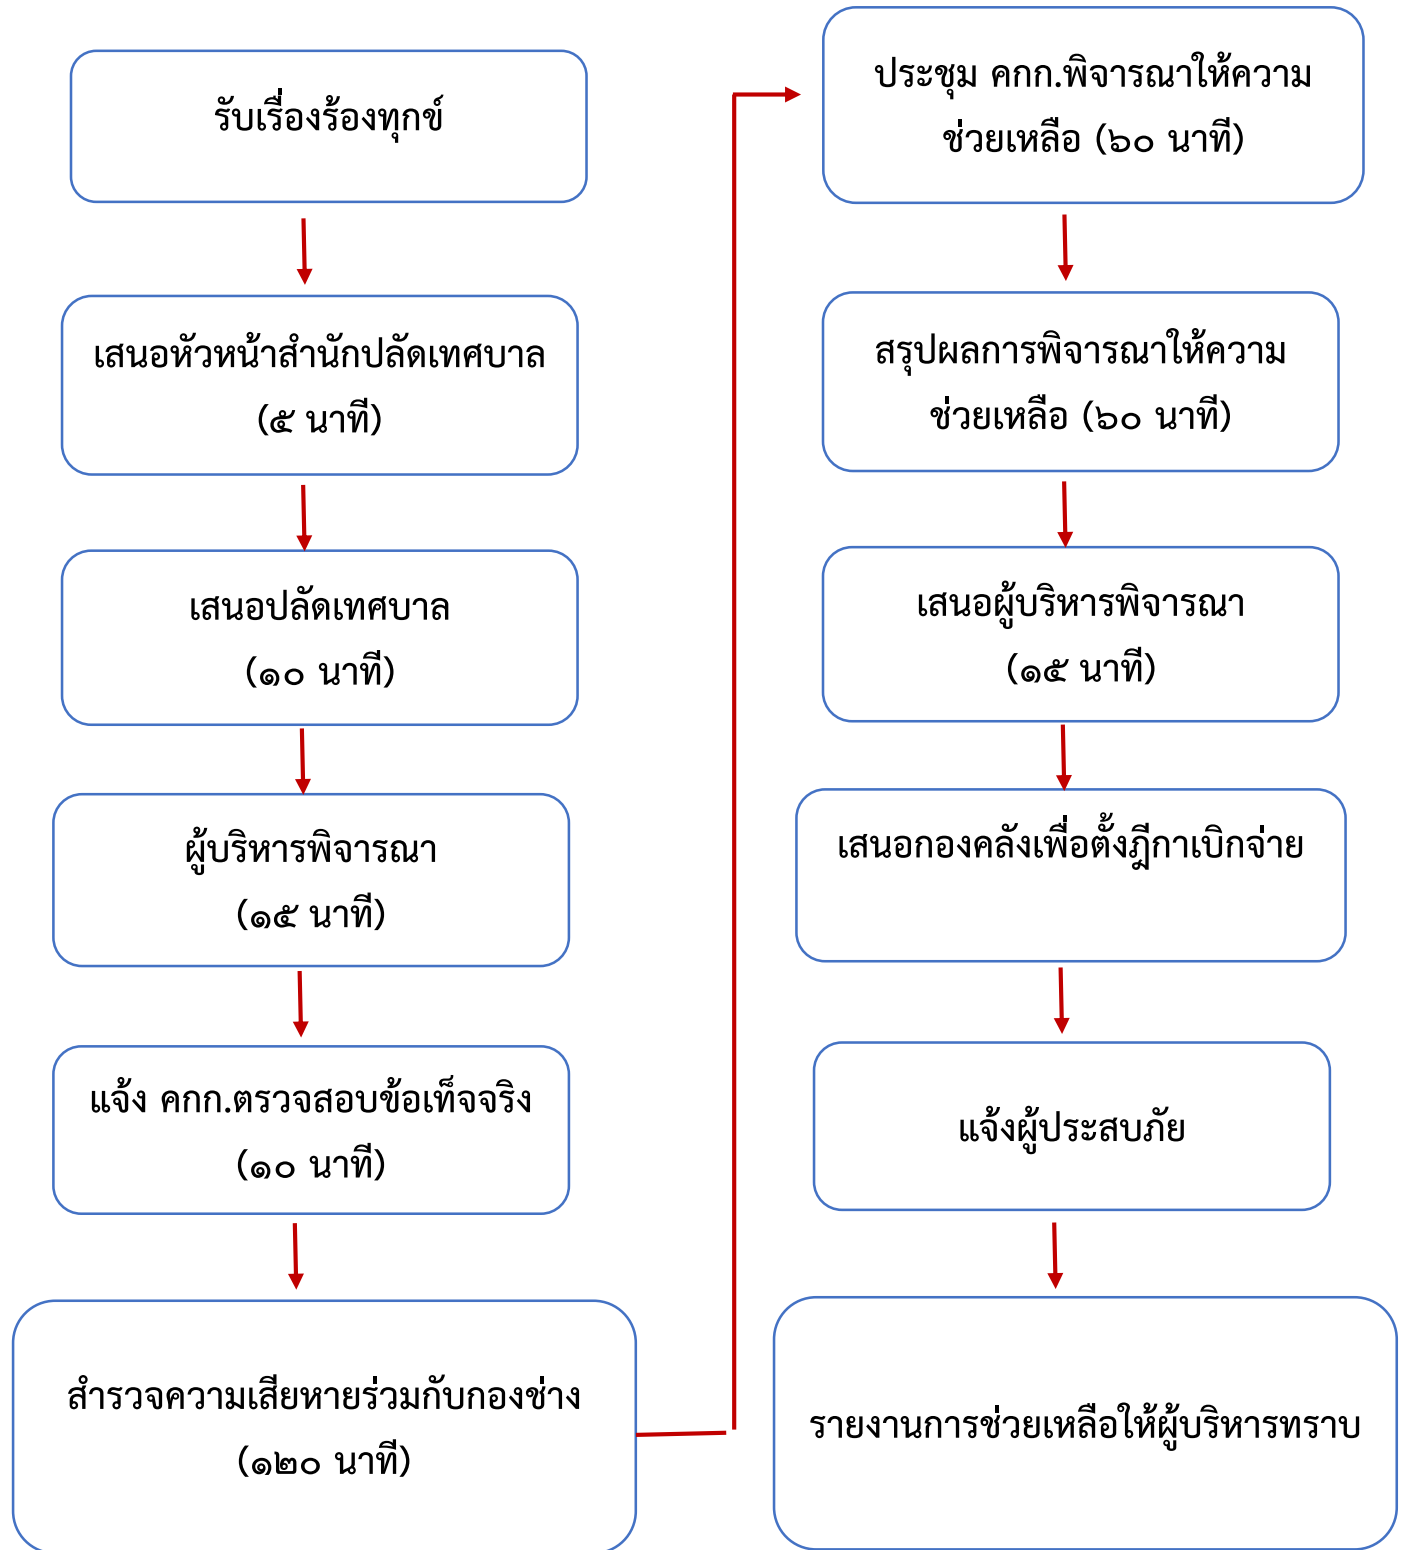 รับเรื่องร้องทุกข์
เสนอหัวหน้าสำนักปลัดเทศบาล
(๕ นาที)
เสนอปลัดเทศบาล
(๑๐ นาที)
ผู้บริหารพิจารณา
(๑๕ นาที)
แจ้ง คกก.ตรวจสอบข้อเท็จจริง
(๑๐ นาที)
สำรวจความเสียหายร่วมกับกองช่าง
(๑๒๐ นาที)
ประชุม คกก.พิจารณาให้ความ
ช่วยเหลือ (๖๐ นาที)
สรุปผลการพิจารณาให้ความ
ช่วยเหลือ (๖๐ นาที)
เสนอผู้บริหารพิจารณา
(๑๕ นาที)
เสนอกองคลังเพื่อตั้งฎีกาเบิกจ่าย
แจ้งผู้ประสบภัย
รายงานการช่วยเหลือให้ผู้บริหารทราบ